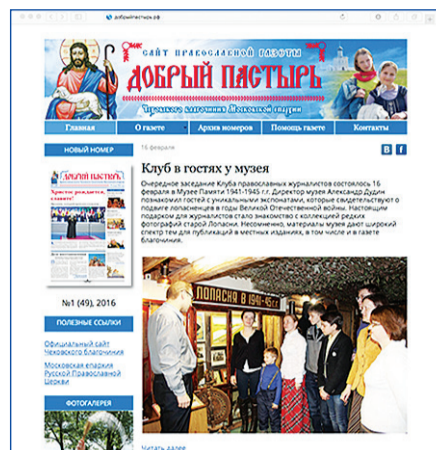 добрыйпастырь.рф
САЙТ ПРАВОСЛАВНОЙ ГАЗЕТЫ
ДОБРЫЙ ПАСТЫРЬ
Чеховского благочиния Московской епархии
Главная
О газете
Архив номеров
Помощь газете
Контакты
НОВЫЙ НОМЕР
ДОБРЫЙ ПАСТЫРЬ
Христос рождается,
славите!
№1 (49), 2016
ПОЛЕЗНЫЕ ССЫЛКИ
Официальный сайт
Чеховского благочиния
Московская епархия
Русской Православной
Церкви
ФОТОГАЛЕРЕЯ
16 февраля
B f
Клуб в гостях у музея
Очередное заседание Клуба православных журналистов состоялось 16
февраля в Музее Памяти 1941-1945 г.г. Директор музея Александр Дудин
познакомил гостей с уникальными экспонатами, которые свидетельствуют о
подвиге лопасненцев в годы Великой Отечественной войны. Настоящим
подарком для журналистов стало знакомство с коллекцией редких
фотографий старой Лопасни. Несомненно, материалы музея дают широкий
спектр тем для публикаций в местных изданиях, в том числе и в газете
благочиния.
ЛОПАСНЯ В 1941-45 г.г.
Читать далее